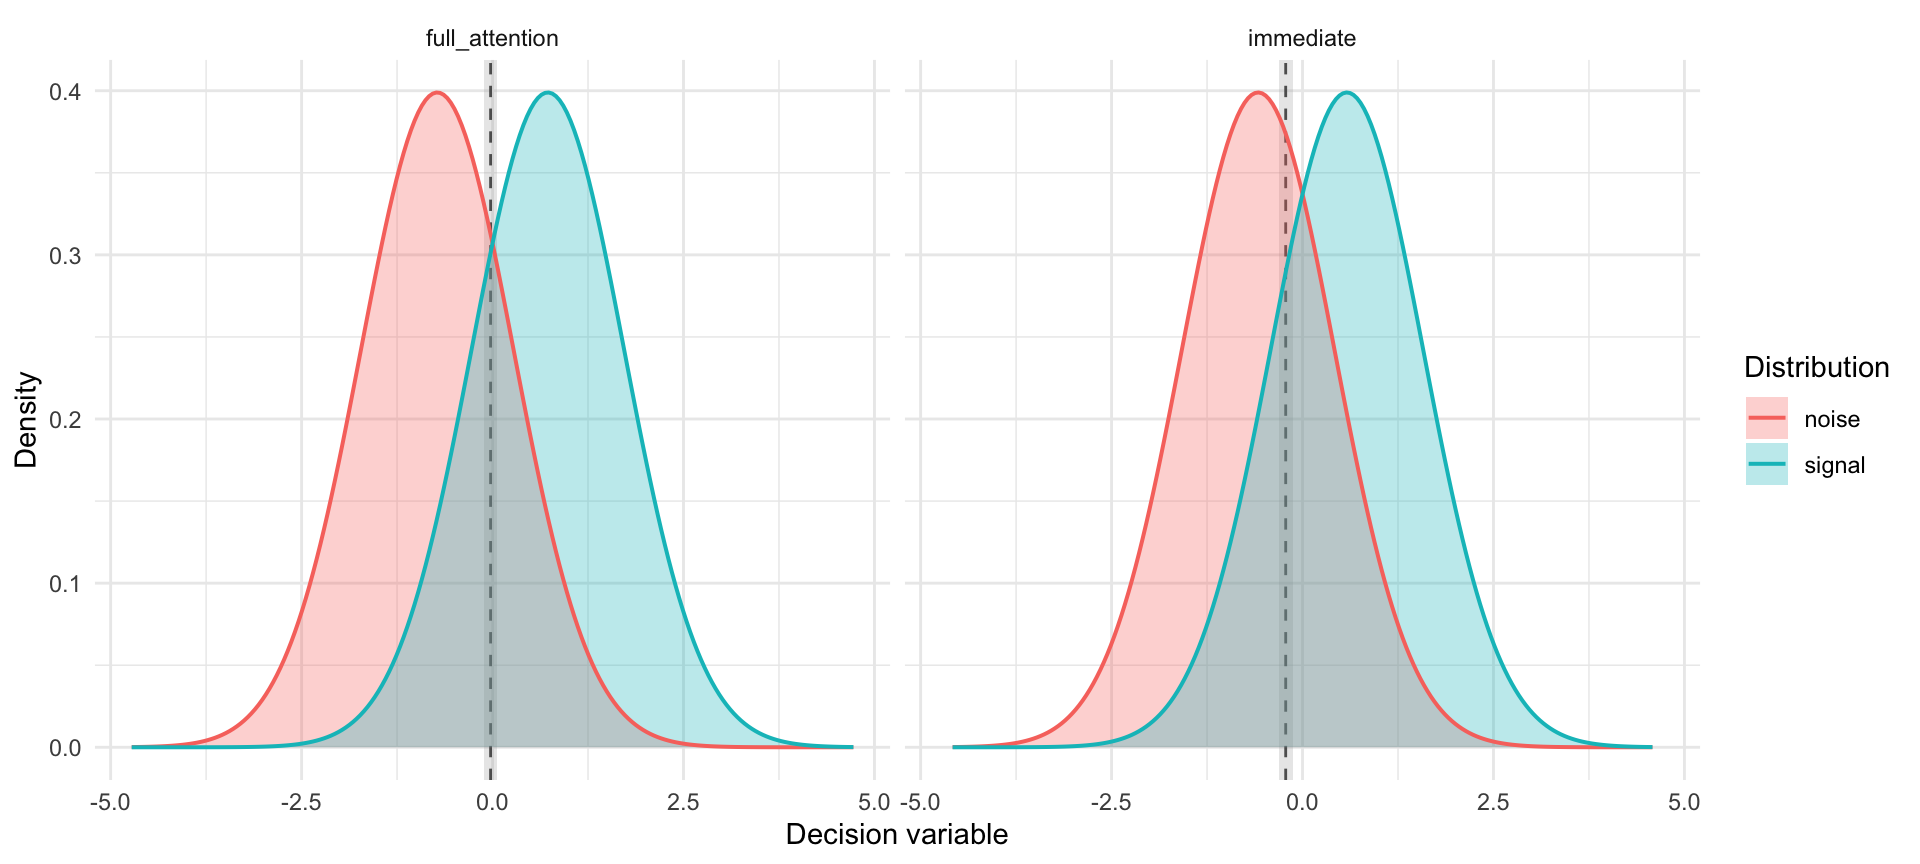 full_attention immediate
0.4
0.3
0.2
0.1
0.0
Density
-5.0 -2.5 0.0 2.5 5.0 -5.0 -2.5 0.0 2.5 5.0
Decision variable
Distribution
noise
signal